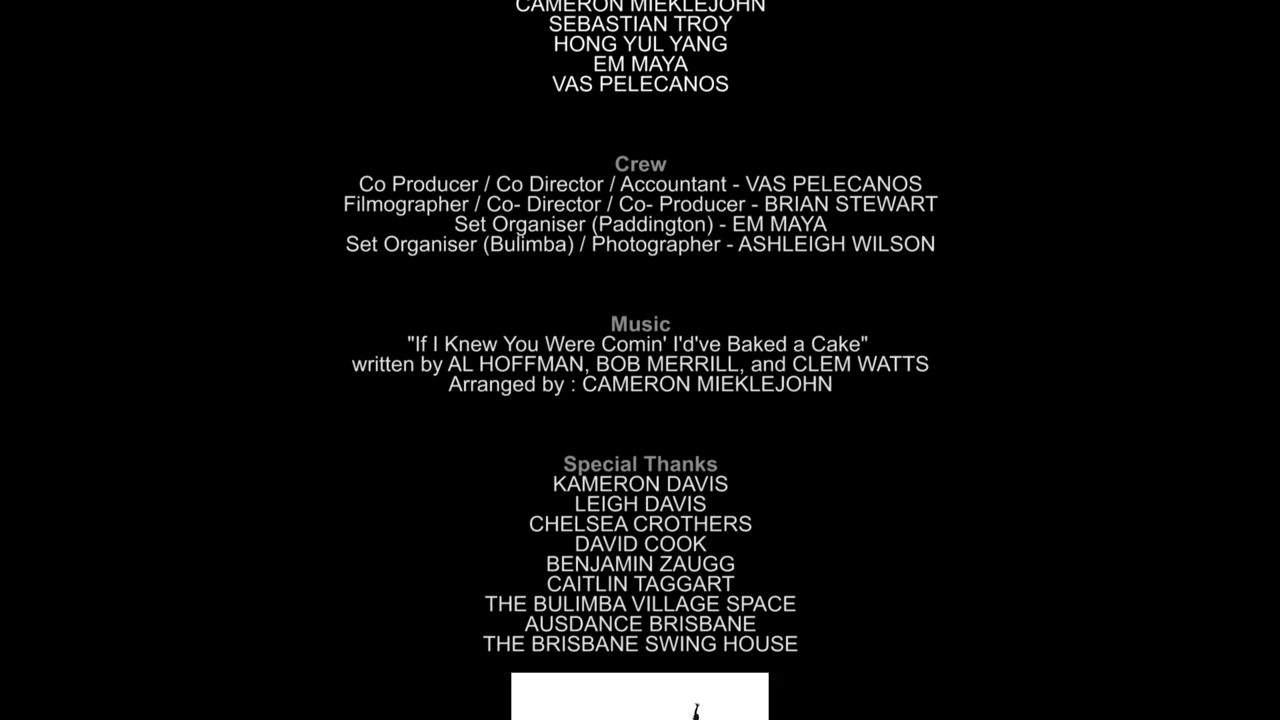 CAMERON MIEKLEJOHN
SEBASTIAN TROY
HONG YUL YANG
EM MAYA
VAS PELECANOS
Crew
Co Producer / Co Director / Accountant - VAS PELECANOS
Filmographer / Co- Director / Co- Producer - BRIAN STEWART
Set Organiser (Paddington) - EM MAYA
Set Organiser (Bulimba) / Photographer - ASHLEIGH WILSON
Music
"If I Knew You Were Comin' I'd've Baked a Cake"
written by AL HOFFMAN, BOB MERRILL, and CLEM WATTS
Arranged by : CAMERON MIEKLEJOHN
Special Thanks
KAMERON DAVIS
LEIGH DAVIS
CHELSEA CROTHERS
DAVID COOK
BENJAMIN ZAUGG
CAITLIN TAGGART
THE BULIMBA VILLAGE SPACE
AUSDANCE BRISBANE
THE BRISBANE SWING HOUSE